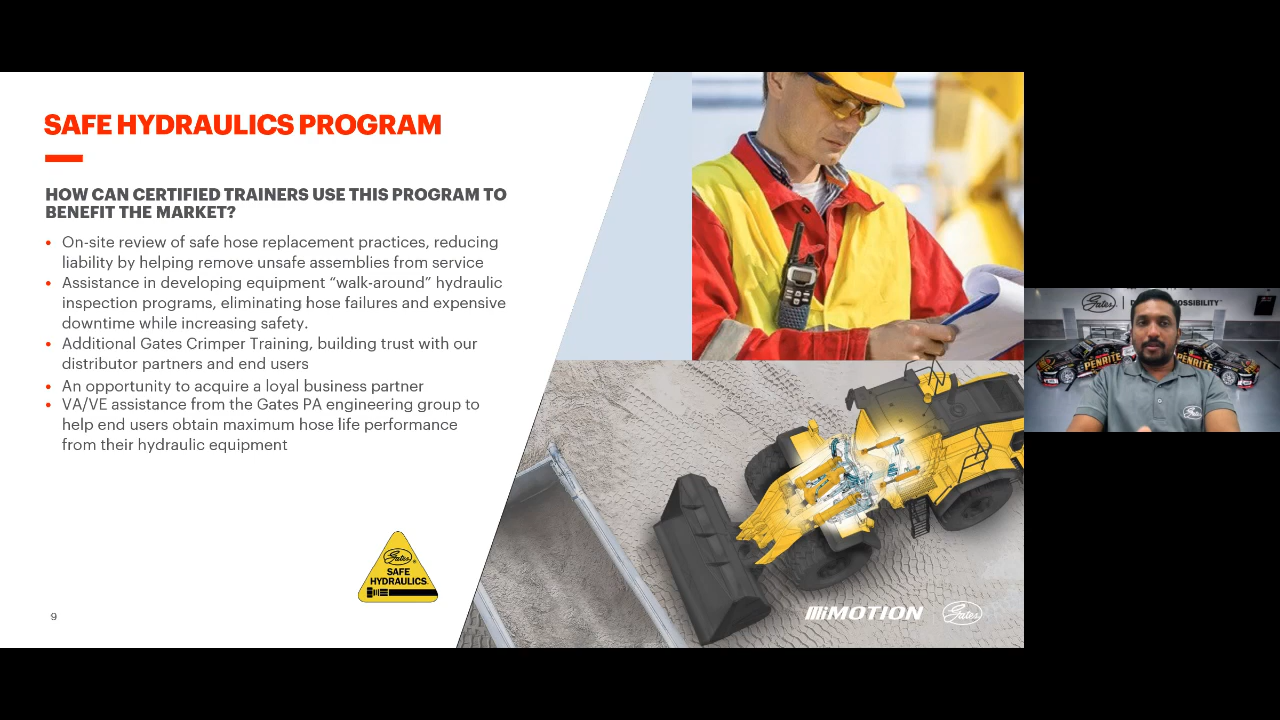 SAFE HYDRAULICS PROGRAM
HOW CAN CERTIFIED TRAINERS USE THIS PROGRAM TO
BENEFIT THE MARKET?
• On-site review of safe hose replacement practices, reducing
liability by helping remove unsafe assemblies from service
• Assistance in developing equipment “walk-around” hydraulic
inspection programs, eliminating hose failures and expensive
downtime while increasing safety.
• Additional Gates Crimper Training, building trust with our
distributor partners and end users
• An opportunity to acquire a loyal business partner
• VA/VE assistance from the Gates PA engineering group to
help end users obtain maximum hose life performance
from their hydraulic equipment
Gates®
SAFE
HYDRAULICS
9
MOTION
Gates
Gates
PENRITE
PENRITE
Gates